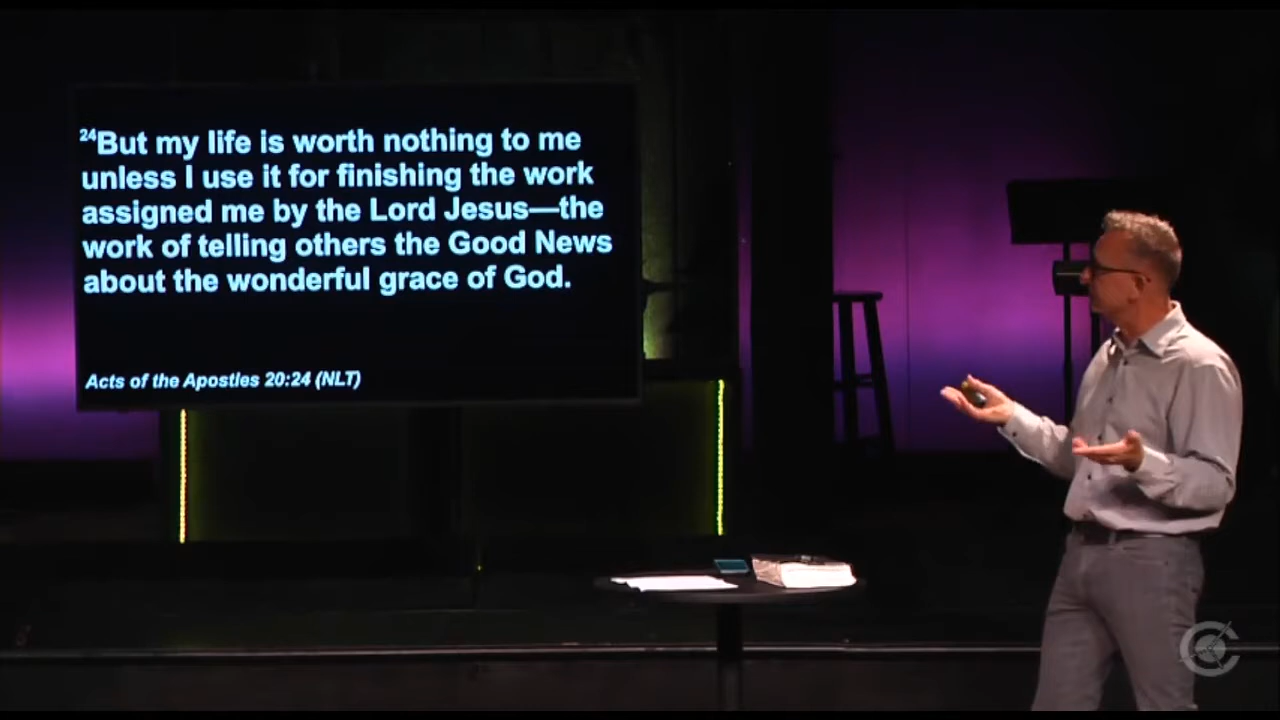 24But my life is worth nothing to me
unless I use it for finishing the work
assigned me by the Lord Jesus—the
work of telling others the Good News
about the wonderful grace of God.
Acts of the Apostles 20:24 (NLT)